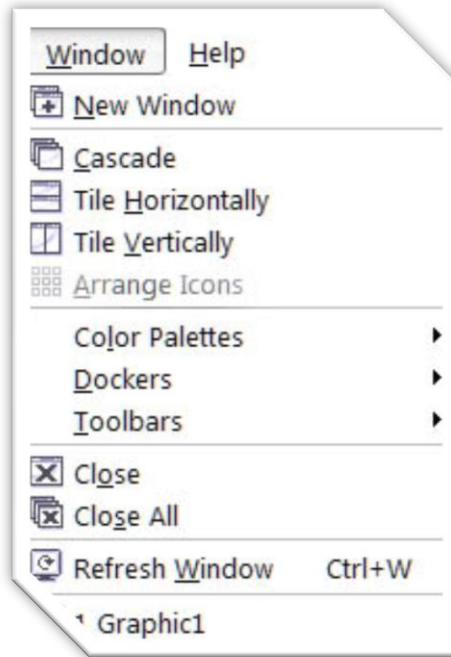 Window Help
New Window
Cascade
Tile Horizontally
Tile Vertically
Arrange Icons
Color Palettes
Dockers
Toolbars
Close
Close All
Refresh Window Ctrl+W
1 Graphic1